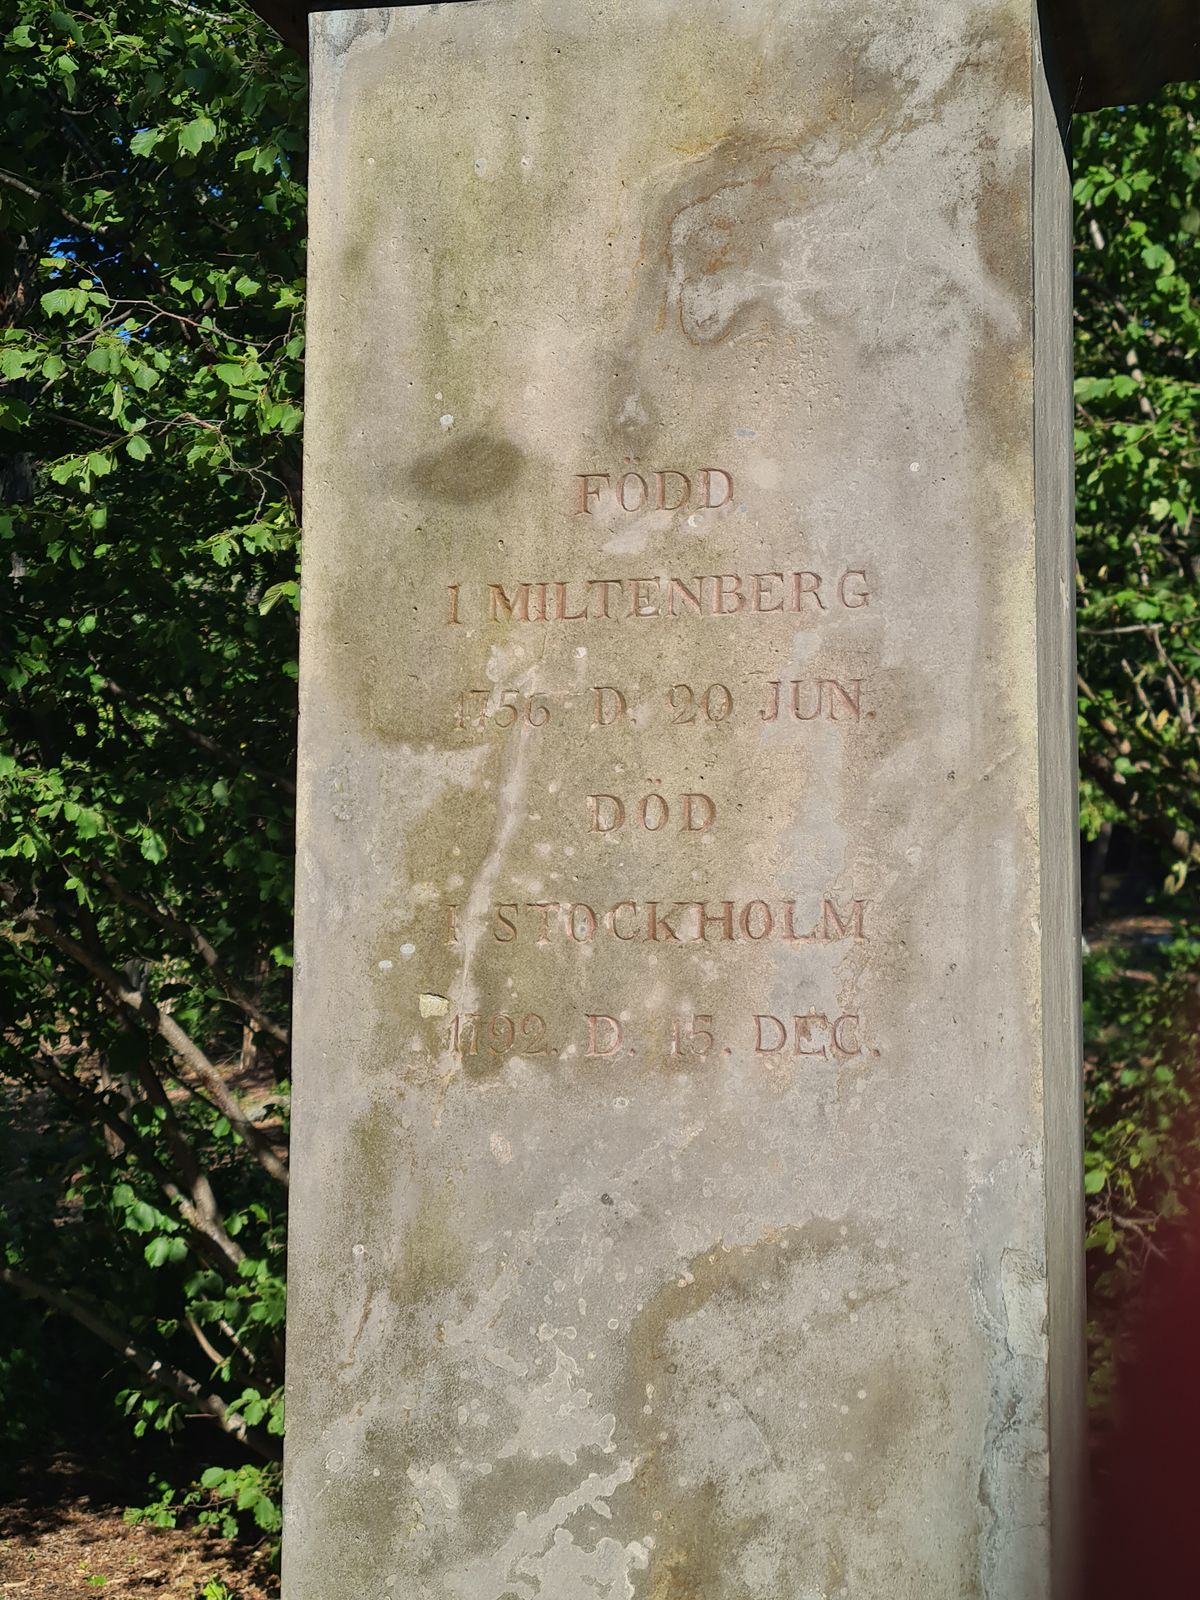 FÖDD
I MILTENBERG
1756. D. 20 JUN.
DÖD
I STOCKHOLM
1792. D. 15. DEC.